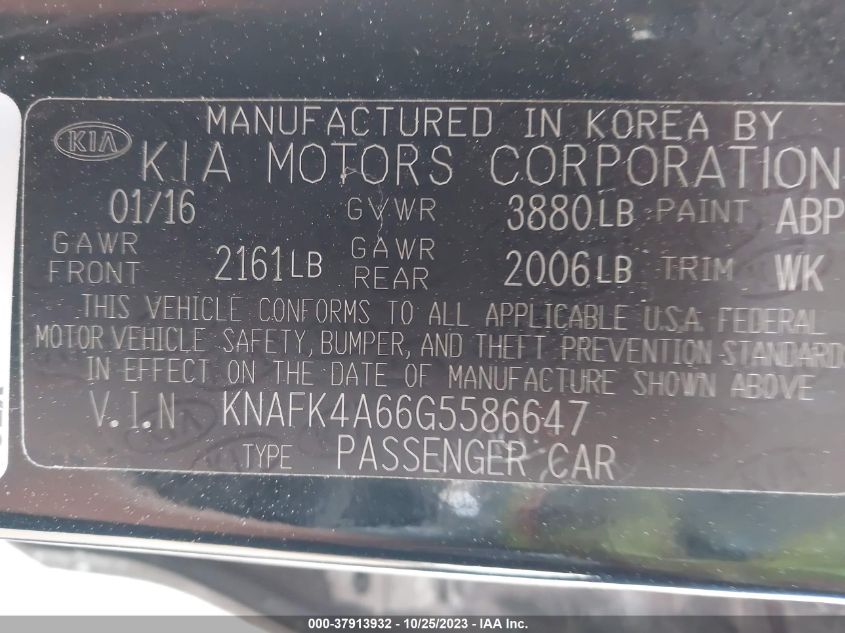 MANUFACTURED IN KOREA BY
KIA KIA MOTORS CORPORATION
01/16 GVWR 3880LB PAINT ABP
GAWR FRONT 2161LB GAWR REAR 2006LB TRIM WK
THIS VEHICLE CONFORMS TO ALL APPLICABLE U.S.A. FEDERAL
MOTOR VEHICLE SAFETY, BUMPER, AND THEFT PREVENTION STANDARD
IN EFFECT ON THE DATE OF MANUFACTURE SHOWN ABOVE
V.I.N KNAFK4A66G5586647
TYPE PASSENGER CAR
000-37913932 - 10/25/2023 - © IAA, Inc.